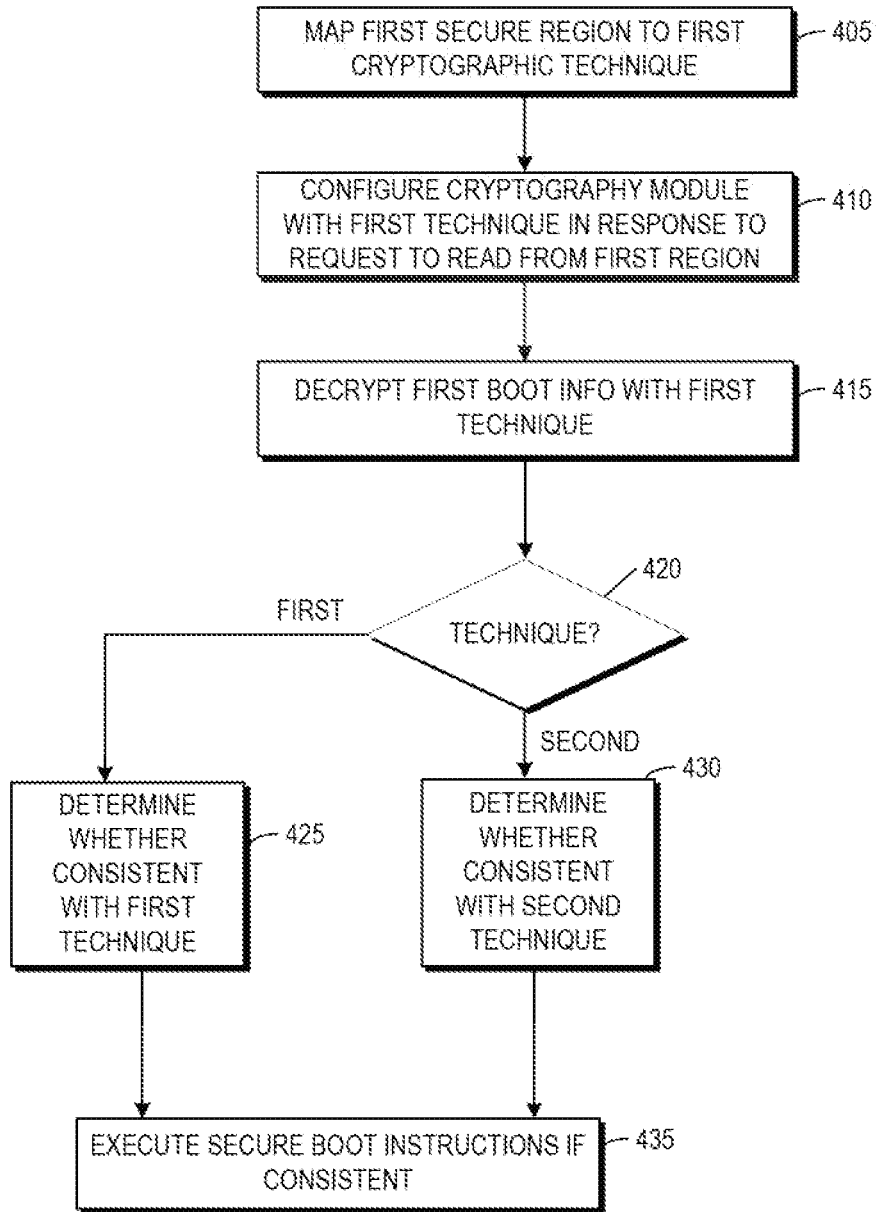 MAP FIRST SECURE REGION TO FIRST
CRYPTOGRAPHIC TECHNIQUE
405
CONFIGURE CRYPTOGRAPHY MODULE
WITH FIRST TECHNIQUE IN RESPONSE TO
REQUEST TO READ FROM FIRST REGION
410
DECRYPT FIRST BOOT INFO WITH FIRST
TECHNIQUE
415
420
FIRST
TECHNIQUE?
SECOND
430
DETERMINE
WHETHER
CONSISTENT
WITH FIRST
TECHNIQUE
425
DETERMINE
WHETHER
CONSISTENT
WITH SECOND
TECHNIQUE
EXECUTE SECURE BOOT INSTRUCTIONS IF
CONSISTENT
435